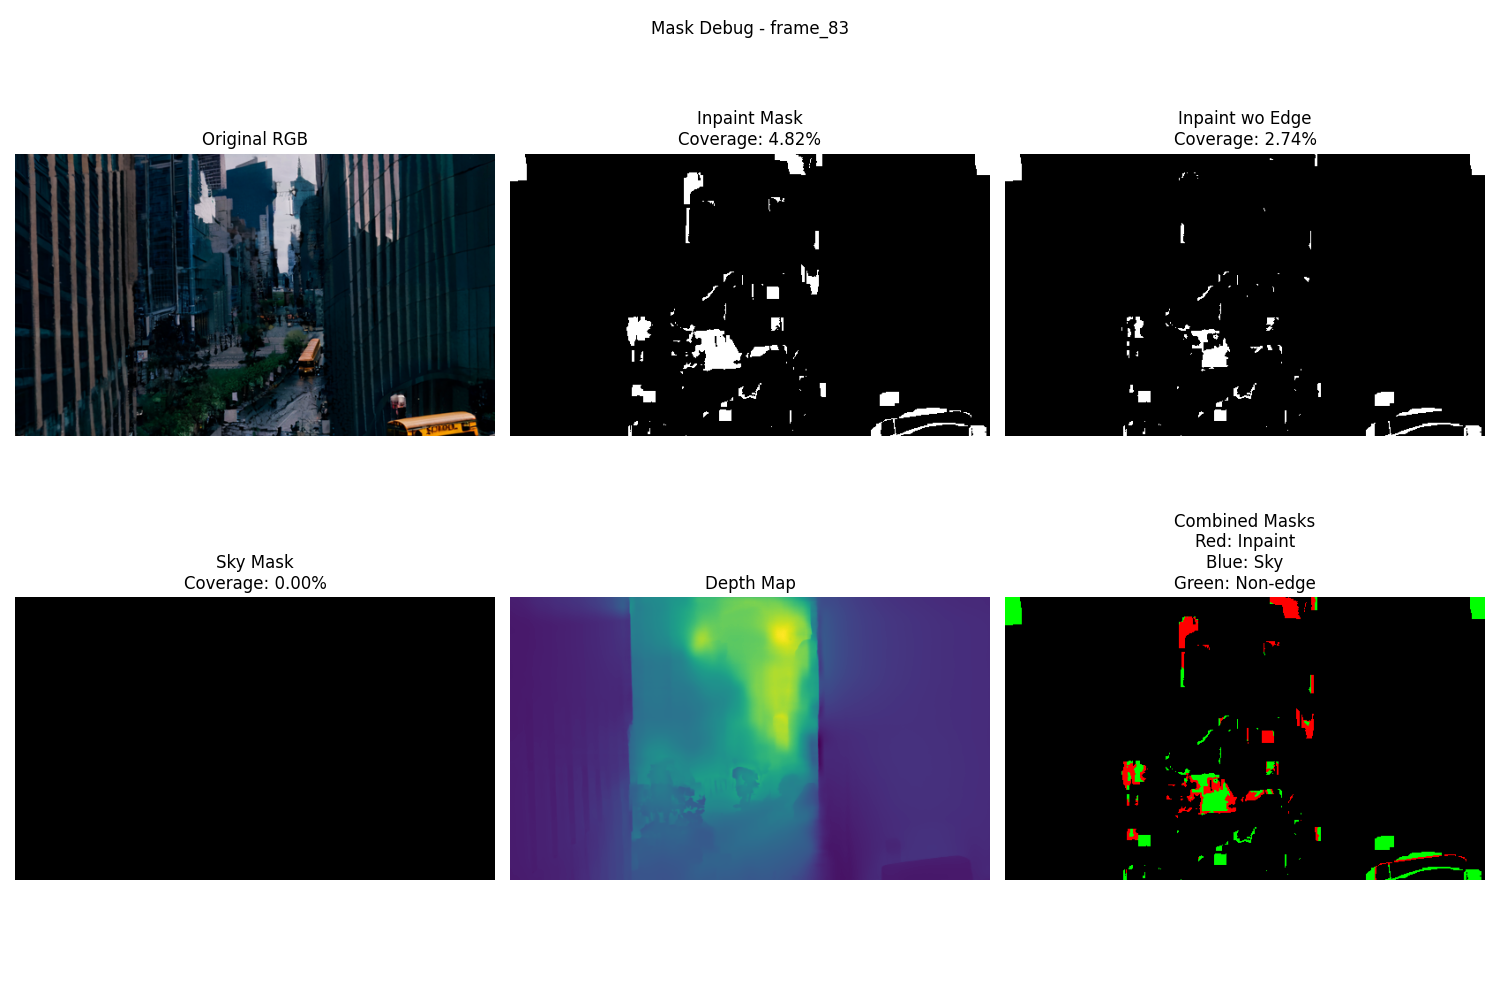 Mask Debug - frame_83
Original RGB
Inpaint Mask
Coverage: 4.82%
Inpaint wo Edge
Coverage: 2.74%
Sky Mask
Coverage: 0.00%
Depth Map
Combined Masks
Red: Inpaint
Blue: Sky
Green: Non-edge